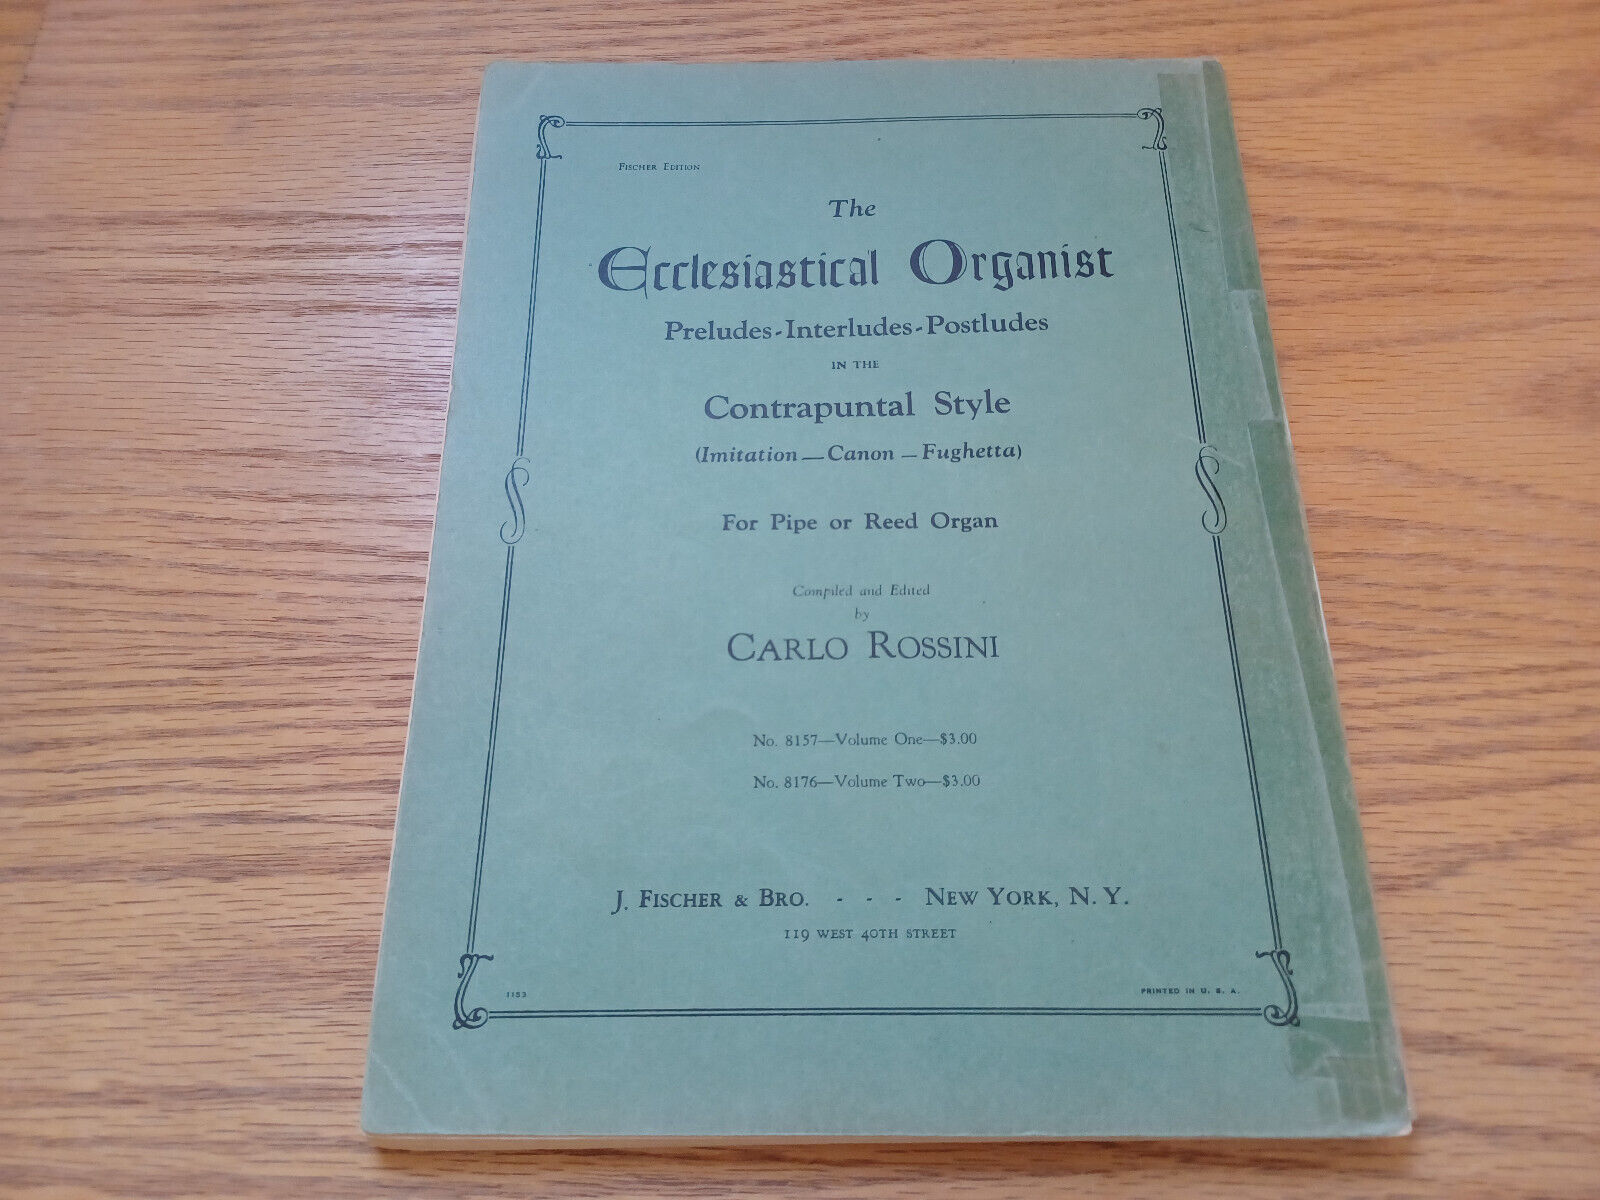 Fischer Edition
The
Ecclesiastical Organist
Preludes-Interludes-Postludes
IN THE
Contrapuntal Style
(Imitation—Canon—Fughetta)
For Pipe or Reed Organ
Compiled and Edited
by
CARLO ROSSINI
No. 8157—Volume One—$3.00
No. 8176—Volume Two—$3.00
J. FISCHER & BRO. - - - NEW YORK, N. Y.
119 WEST 40TH STREET
1153 PRINTED IN U. S. A.